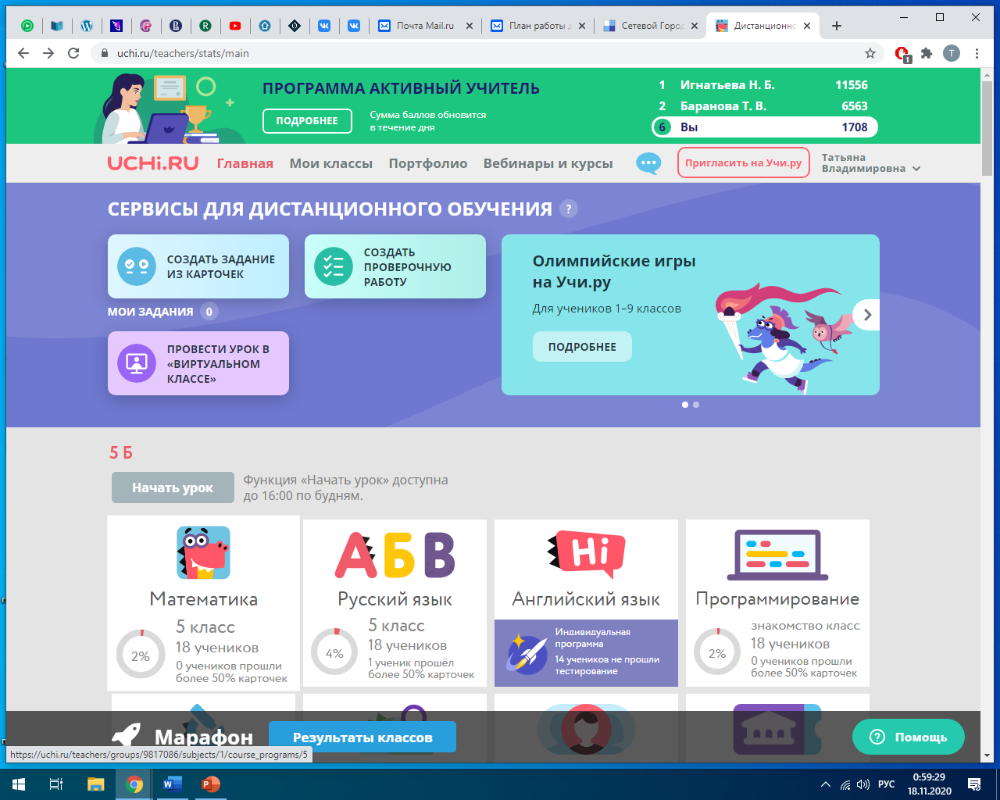 Почта Mail.ru
План работы д
Сетевой Город
Дистанционно
uchi.ru/teachers/stats/main
1
T
ПРОГРАММА АКТИВНЫЙ УЧИТЕЛЬ
ПОДРОБНЕЕ
Сумма баллов обновится
в течение дня
1 Игнатьева Н. Б. 11556
2 Баранова Т. В. 6563
6 Вы 1708
UCHi.RU
Главная
Мои классы
Портфолио
Вебинары и курсы
Пригласить на Учи.ру
Татьяна
Владимировна
СЕРВИСЫ ДЛЯ ДИСТАНЦИОННОГО ОБУЧЕНИЯ ?
СОЗДАТЬ ЗАДАНИЕ
ИЗ КАРТОЧЕК
СОЗДАТЬ
ПРОВЕРОЧНУЮ
РАБОТУ
МОИ ЗАДАНИЯ 0
ПРОВЕСТИ УРОК В
«ВИРТУАЛЬНОМ
КЛАССЕ»
Олимпийские игры
на Учи.ру
Для учеников 1–9 классов
ПОДРОБНЕЕ
5 Б
Начать урок
Функция «Начать урок» доступна
до 16:00 по будням.
Математика
2%
5 класс
18 учеников
0 учеников прошли
более 50% карточек
АБВ
Русский язык
4%
5 класс
18 учеников
1 ученик прошёл
более 50% карточек
Hi
Английский язык
Индивидуальная
программа
14 учеников не прошли
тестирование
Программирование
2%
знакомство класс
18 учеников
0 учеников прошли
более 50% карточек
Марафон
Результаты классов
? Помощь
https://uchi.ru/teachers/groups/9817086/subjects/1/course_programs/5
РУС
0:59:29
18.11.2020